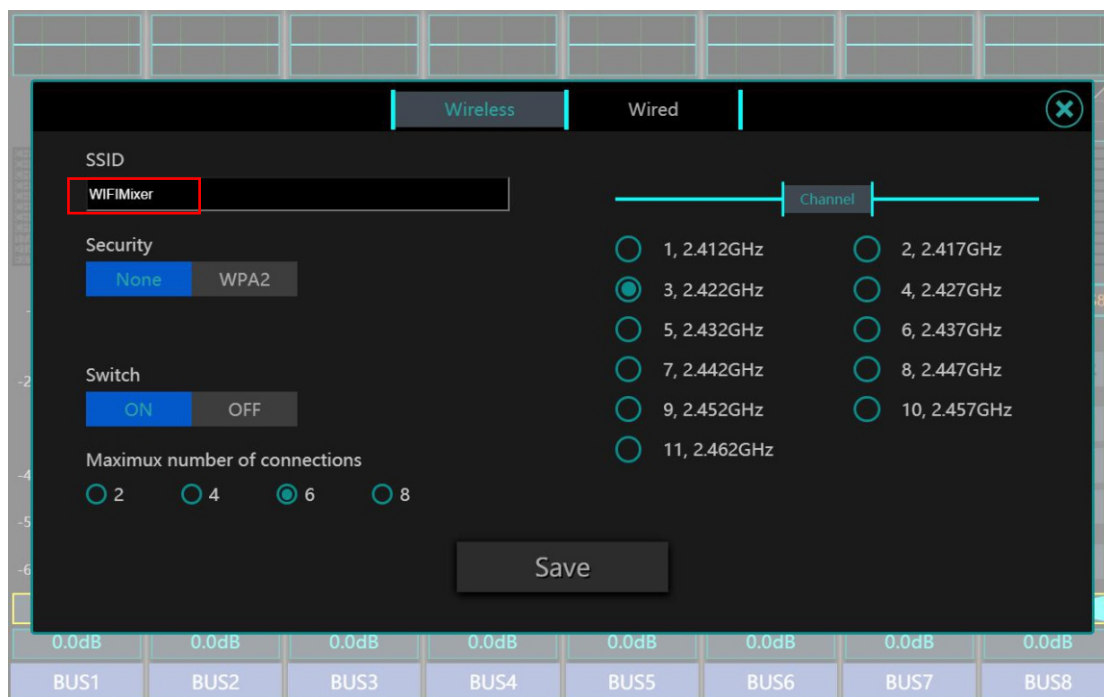 Wireless Wired
SSID
WIFIMixer
Channel
Security
1, 2.412GHz 2, 2.417GHz
None WPA2
3, 2.422GHz 4, 2.427GHz
5, 2.432GHz 6, 2.437GHz
Switch
7, 2.442GHz 8, 2.447GHz
ON OFF
9, 2.452GHz 10, 2.457GHz
Maximux number of connections
11, 2.462GHz
2 4 6 8
Save
0.0dB 0.0dB 0.0dB 0.0dB 0.0dB 0.0dB 0.0dB 0.0dB
BUS1 BUS2 BUS3 BUS4 BUS5 BUS6 BUS7 BUS8